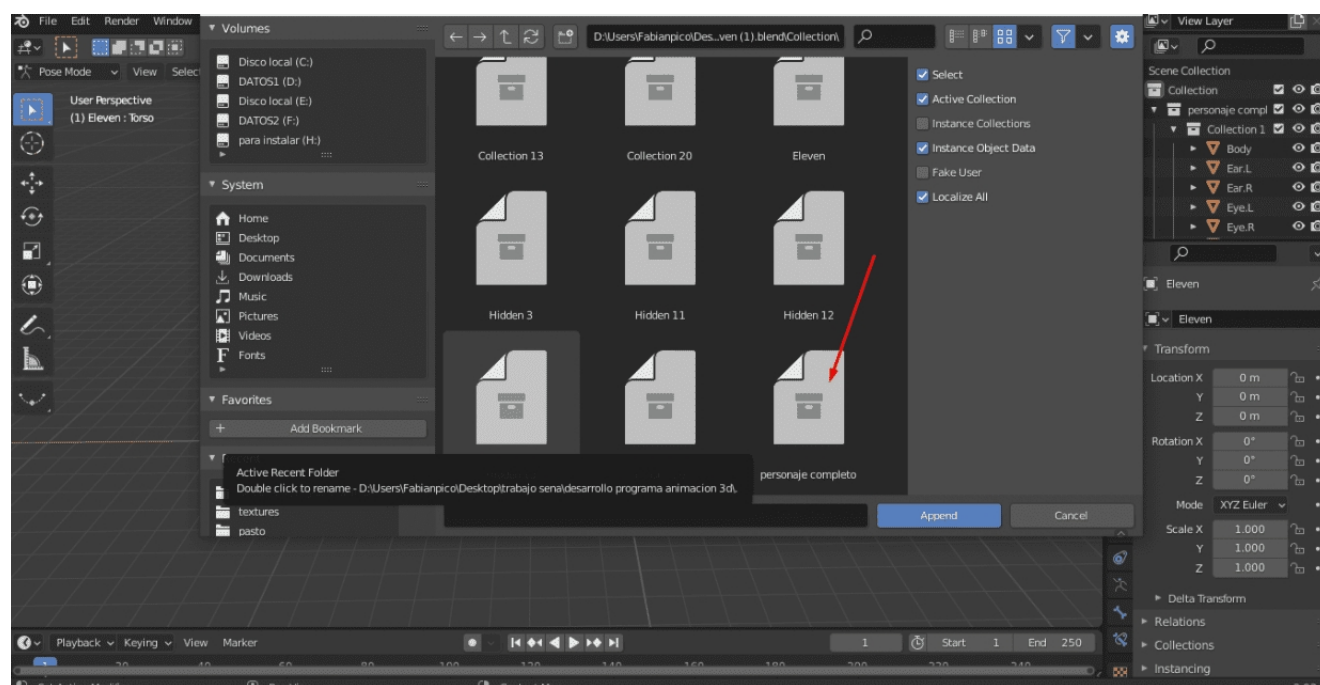 File Edit Render Window
Pose Mode View Selec
User Perspective
(1) Eleven : Torso
Volumes
Disco local (C:)
DATOS1 (D:)
Disco local (E:)
DATOS2 (F:)
para instalar (H:)
System
Home
Desktop
Documents
Downloads
Music
Pictures
Videos
Fonts
Favorites
Add Bookmark
Active Recent Folder
Double click to rename - D:\Users\Fabianpico\Desktop\trabajo sena\desarrollo programa animacion 3d\.
textures
pasto
D:\Users\Fabianpico\Des...ven (1).blend\Collection\
Collection 13 Collection 20 Eleven
Hidden 3 Hidden 11 Hidden 12
personaje completo
Select
Active Collection
Instance Collections
Instance Object Data
Fake User
Localize All
Append Cancel
View Layer
Scene Collection
Collection
personaje compl
Collection 1
Body
Ear.L
Ear.R
Eye.L
Eye.R
Eleven
Eleven
Transform
Location X 0 m
Y 0 m
Z 0 m
Rotation X 0°
Y 0°
Z 0°
Mode XYZ Euler
Scale X 1.000
Y 1.000
Z 1.000
Delta Transform
Relations
Collections
Instancing
Playback Keying View Marker 1 Start 1 End 250